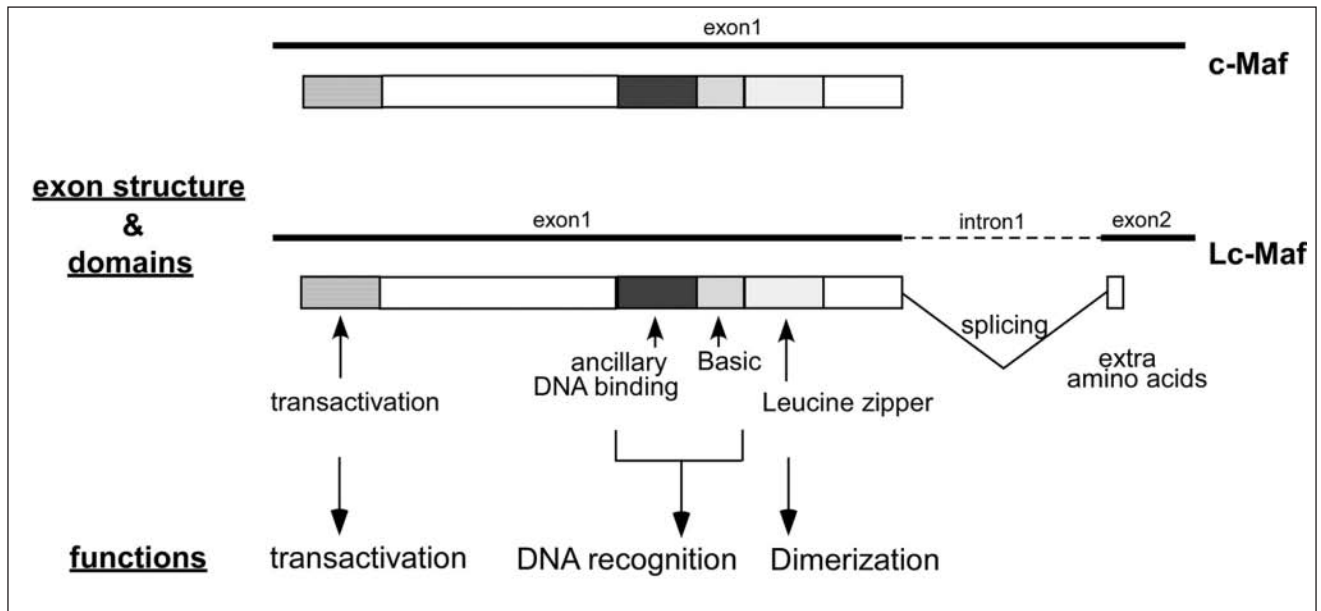 exon1
c-Maf
exon structure
&
domains
exon1
intron1
exon2
Lc-Maf
splicing
ancillary
DNA binding
Basic
extra
amino acids
transactivation
Leucine zipper
functions
transactivation
DNA recognition
Dimerization